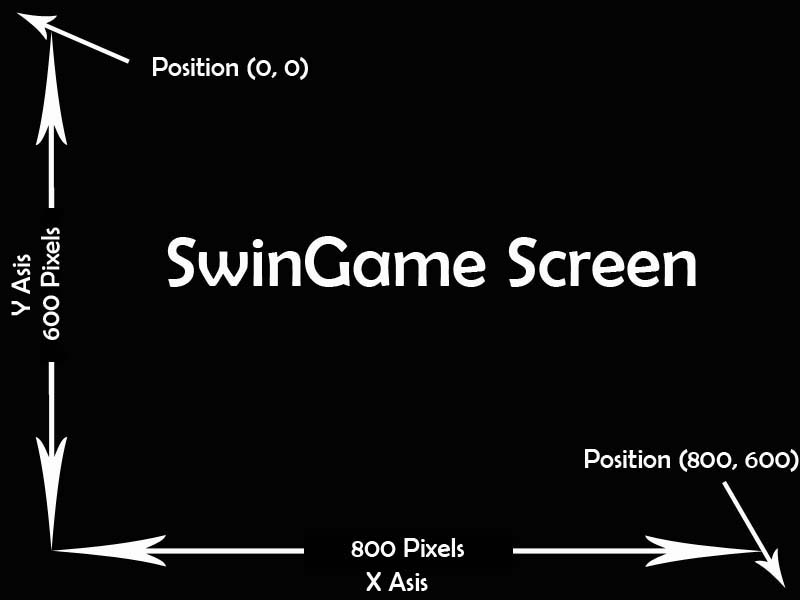 Position (0, 0)
Y Asis
600 Pixels
SwinGame Screen
Position (800, 600)
800 Pixels
X Asis